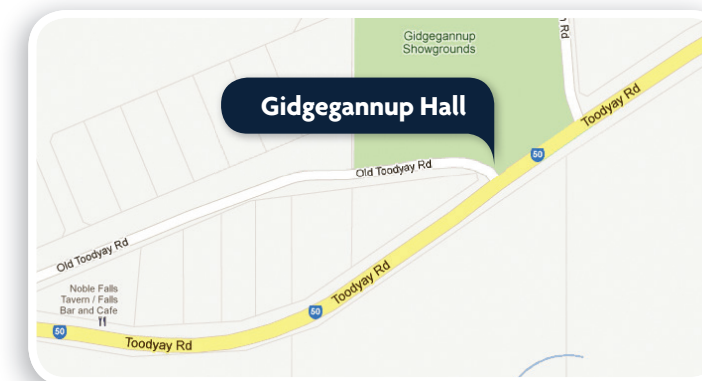 Gidgegannup
Showgrounds
Rd
Gidgegannup Hall
Toodyay Rd
50
Old Toodyay Rd
Old Toodyay Rd
Toodyay Rd
Noble Falls
Tavern / Falls
Bar and Cafe
50
50
Toodyay Rd